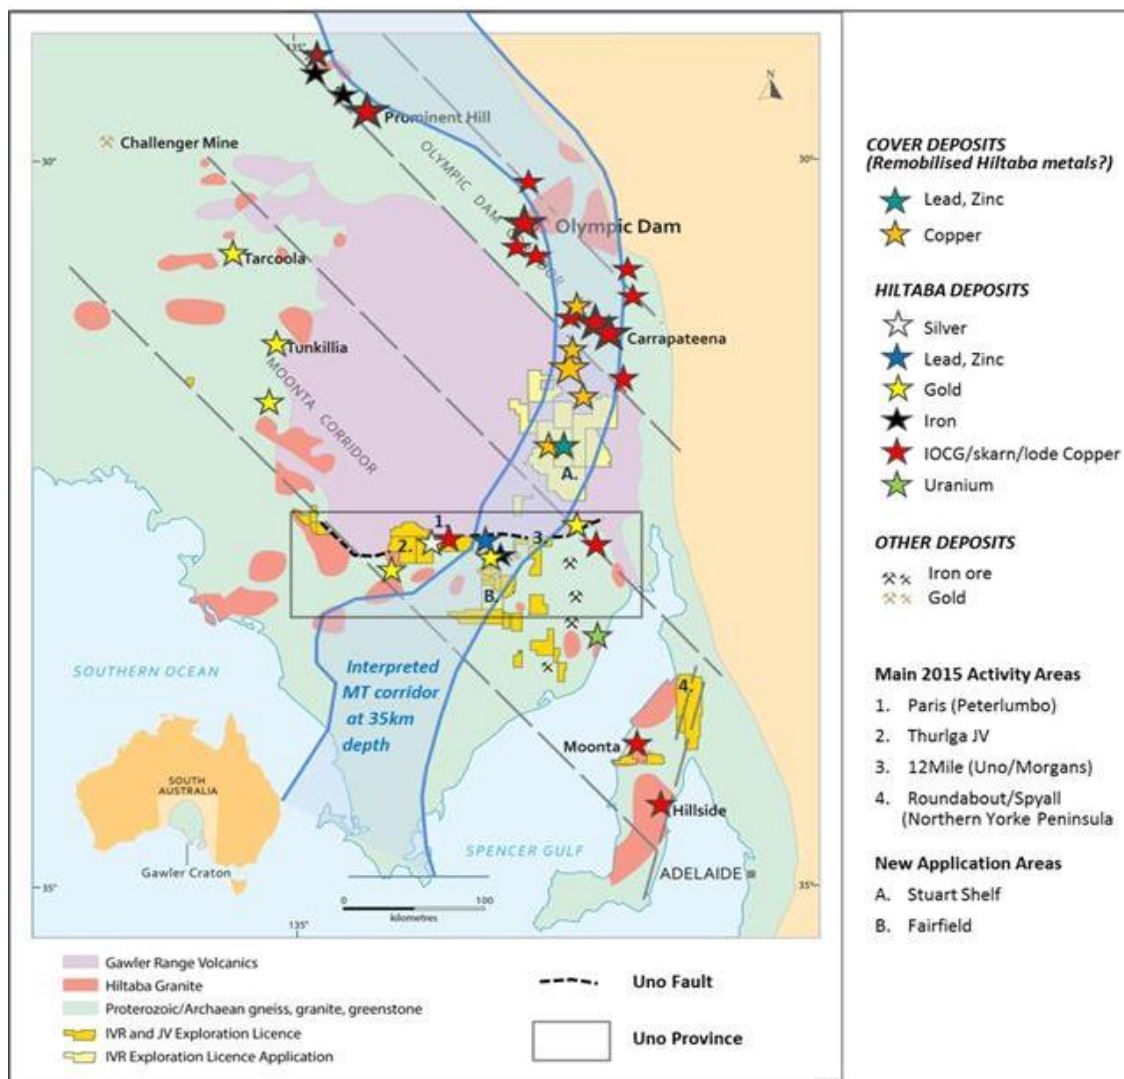 135°
N
Prominent Hill
Challenger Mine
30°
30°
OLYMPIC DAM CORRIDOR
Olympic Dam
Tarcoola
Carrapateena
Tunkillia
MOONTA CORRIDOR
A.
1.
2.
3.
B.
SOUTHERN OCEAN
Interpreted
MT corridor
at 35km
depth
4.
Moonta
SOUTH
AUSTRALIA
Hillside
Gawler Craton
SPENCER GULF
ADELAIDE
35°
35°
0
100
kilometres
135°
COVER DEPOSITS
(Remobilised Hiltaba metals?)
Lead, Zinc
Copper
HILTABA DEPOSITS
Silver
Lead, Zinc
Gold
Iron
IOCG/skarn/lode Copper
Uranium
OTHER DEPOSITS
Iron ore
Gold
Main 2015 Activity Areas
1. Paris (Peterlumbo)
2. Thurlga JV
3. 12Mile (Uno/Morgans)
4. Roundabout/Spyall
(Northern Yorke Peninsula
New Application Areas
A. Stuart Shelf
B. Fairfield
Gawler Range Volcanics
Hiltaba Granite
Proterozoic/Archaean gneiss, granite, greenstone
IVR and JV Exploration Licence
IVR Exploration Licence Application
Uno Fault
Uno Province